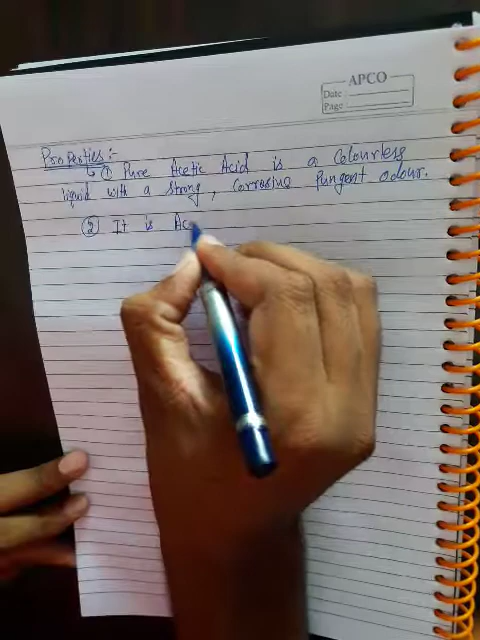 APCO
Date
Page
Properties :-
① Pure Acetic Acid is a Colourless
liquid with a strong, Corrosive Pungent odour.
② It is Ac